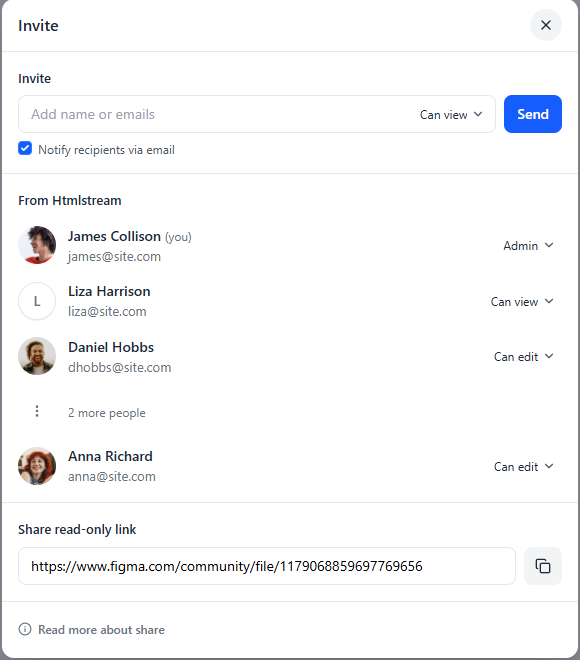 Invite
Invite
Add name or emails
Can view
Send
Notify recipients via email
From Htmlstream
James Collison (you)
james@site.com
Admin
L
Liza Harrison
liza@site.com
Can view
Daniel Hobbs
dhobbs@site.com
Can edit
2 more people
Anna Richard
anna@site.com
Can edit
Share read-only link
https://www.figma.com/community/file/1179068859697769656
Read more about share